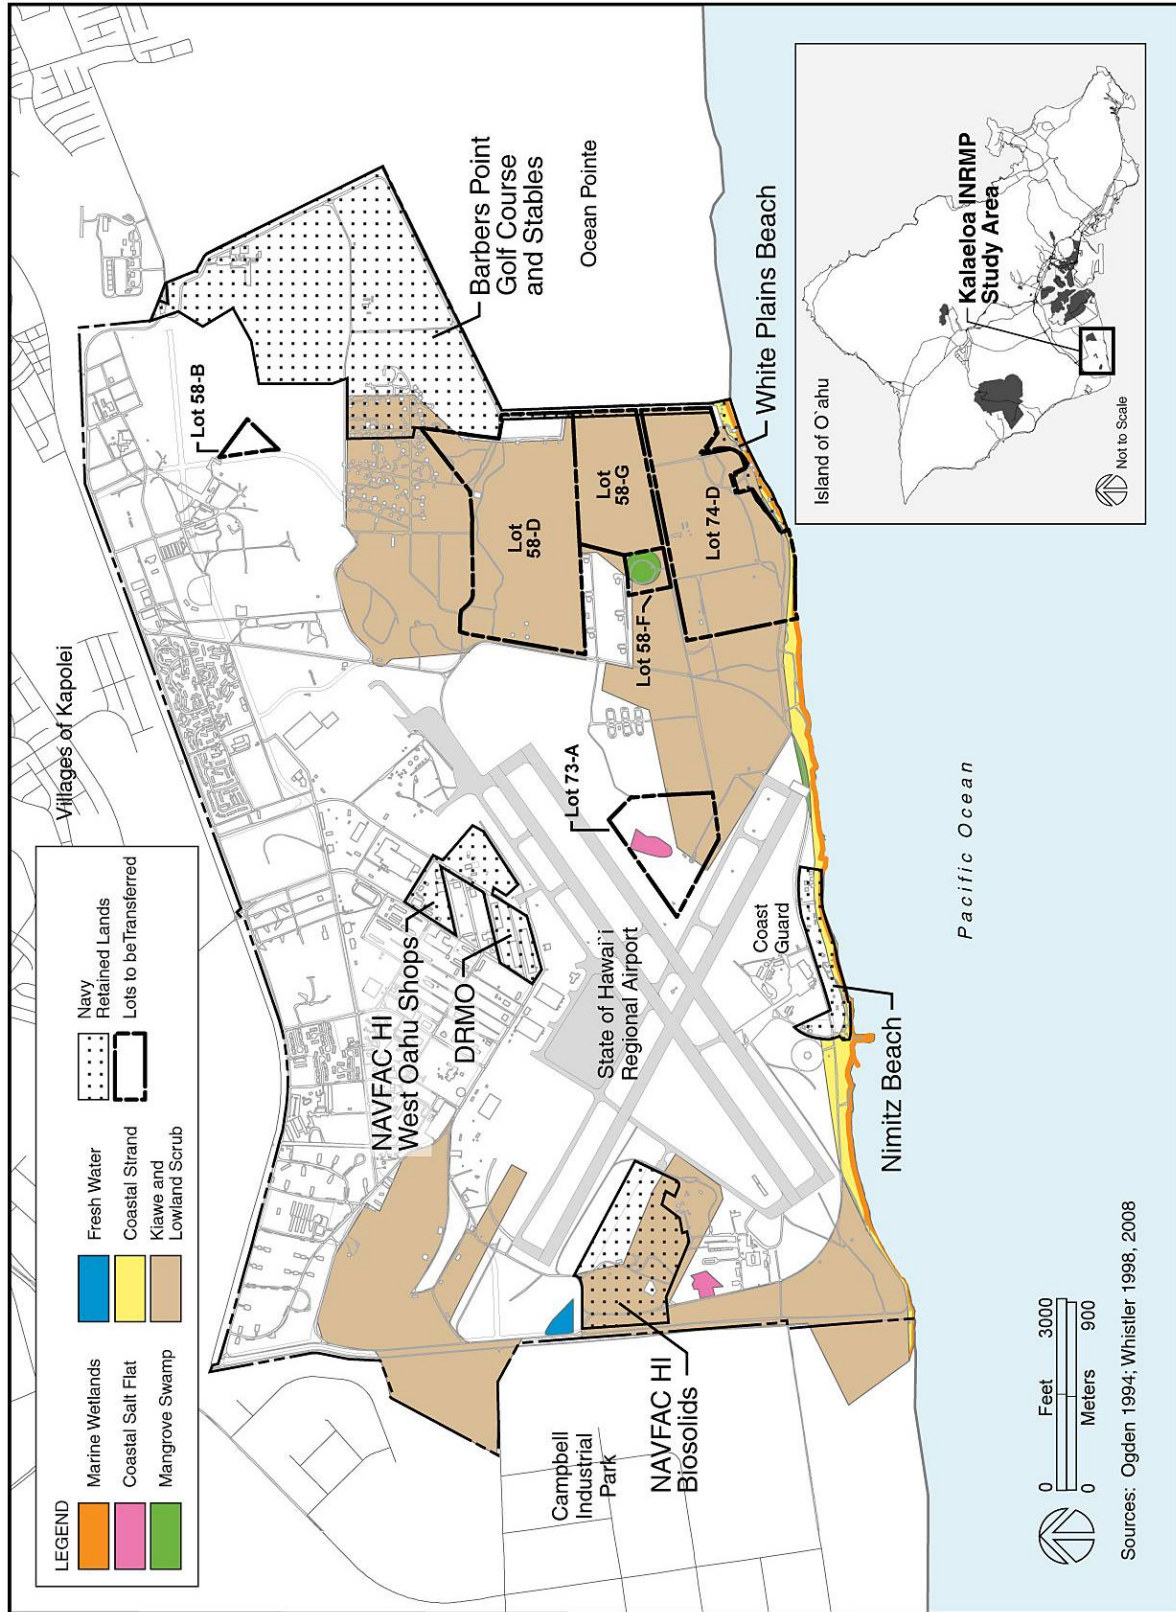 LEGEND
Marine Wetlands
Coastal Salt Flat
Mangrove Swamp
Fresh Water
Coastal Strand
Kiawe and
Lowland Scrub
Navy
Retained Lands
Lots to beTransferred
Villages of Kapolei
Lot 58-B
Barbers Point
Golf Course
and Stables
Ocean Pointe
NAVFAC HI
West Oahu Shops
DRMO
Lot
58-D
Lot
58-G
Lot 58-F
Lot 74-D
Lot 73-A
White Plains Beach
State of Hawai`i
Regional Airport
Coast
Guard
Nimitz Beach
Campbell
Industrial
Park
NAVFAC HI
Biosolids
Pacific Ocean
Island of O`ahu
Kalaeloa INRMP
Study Area
Not to Scale
0 Feet 3000
0 Meters 900
Sources: Ogden 1994; Whistler 1998, 2008